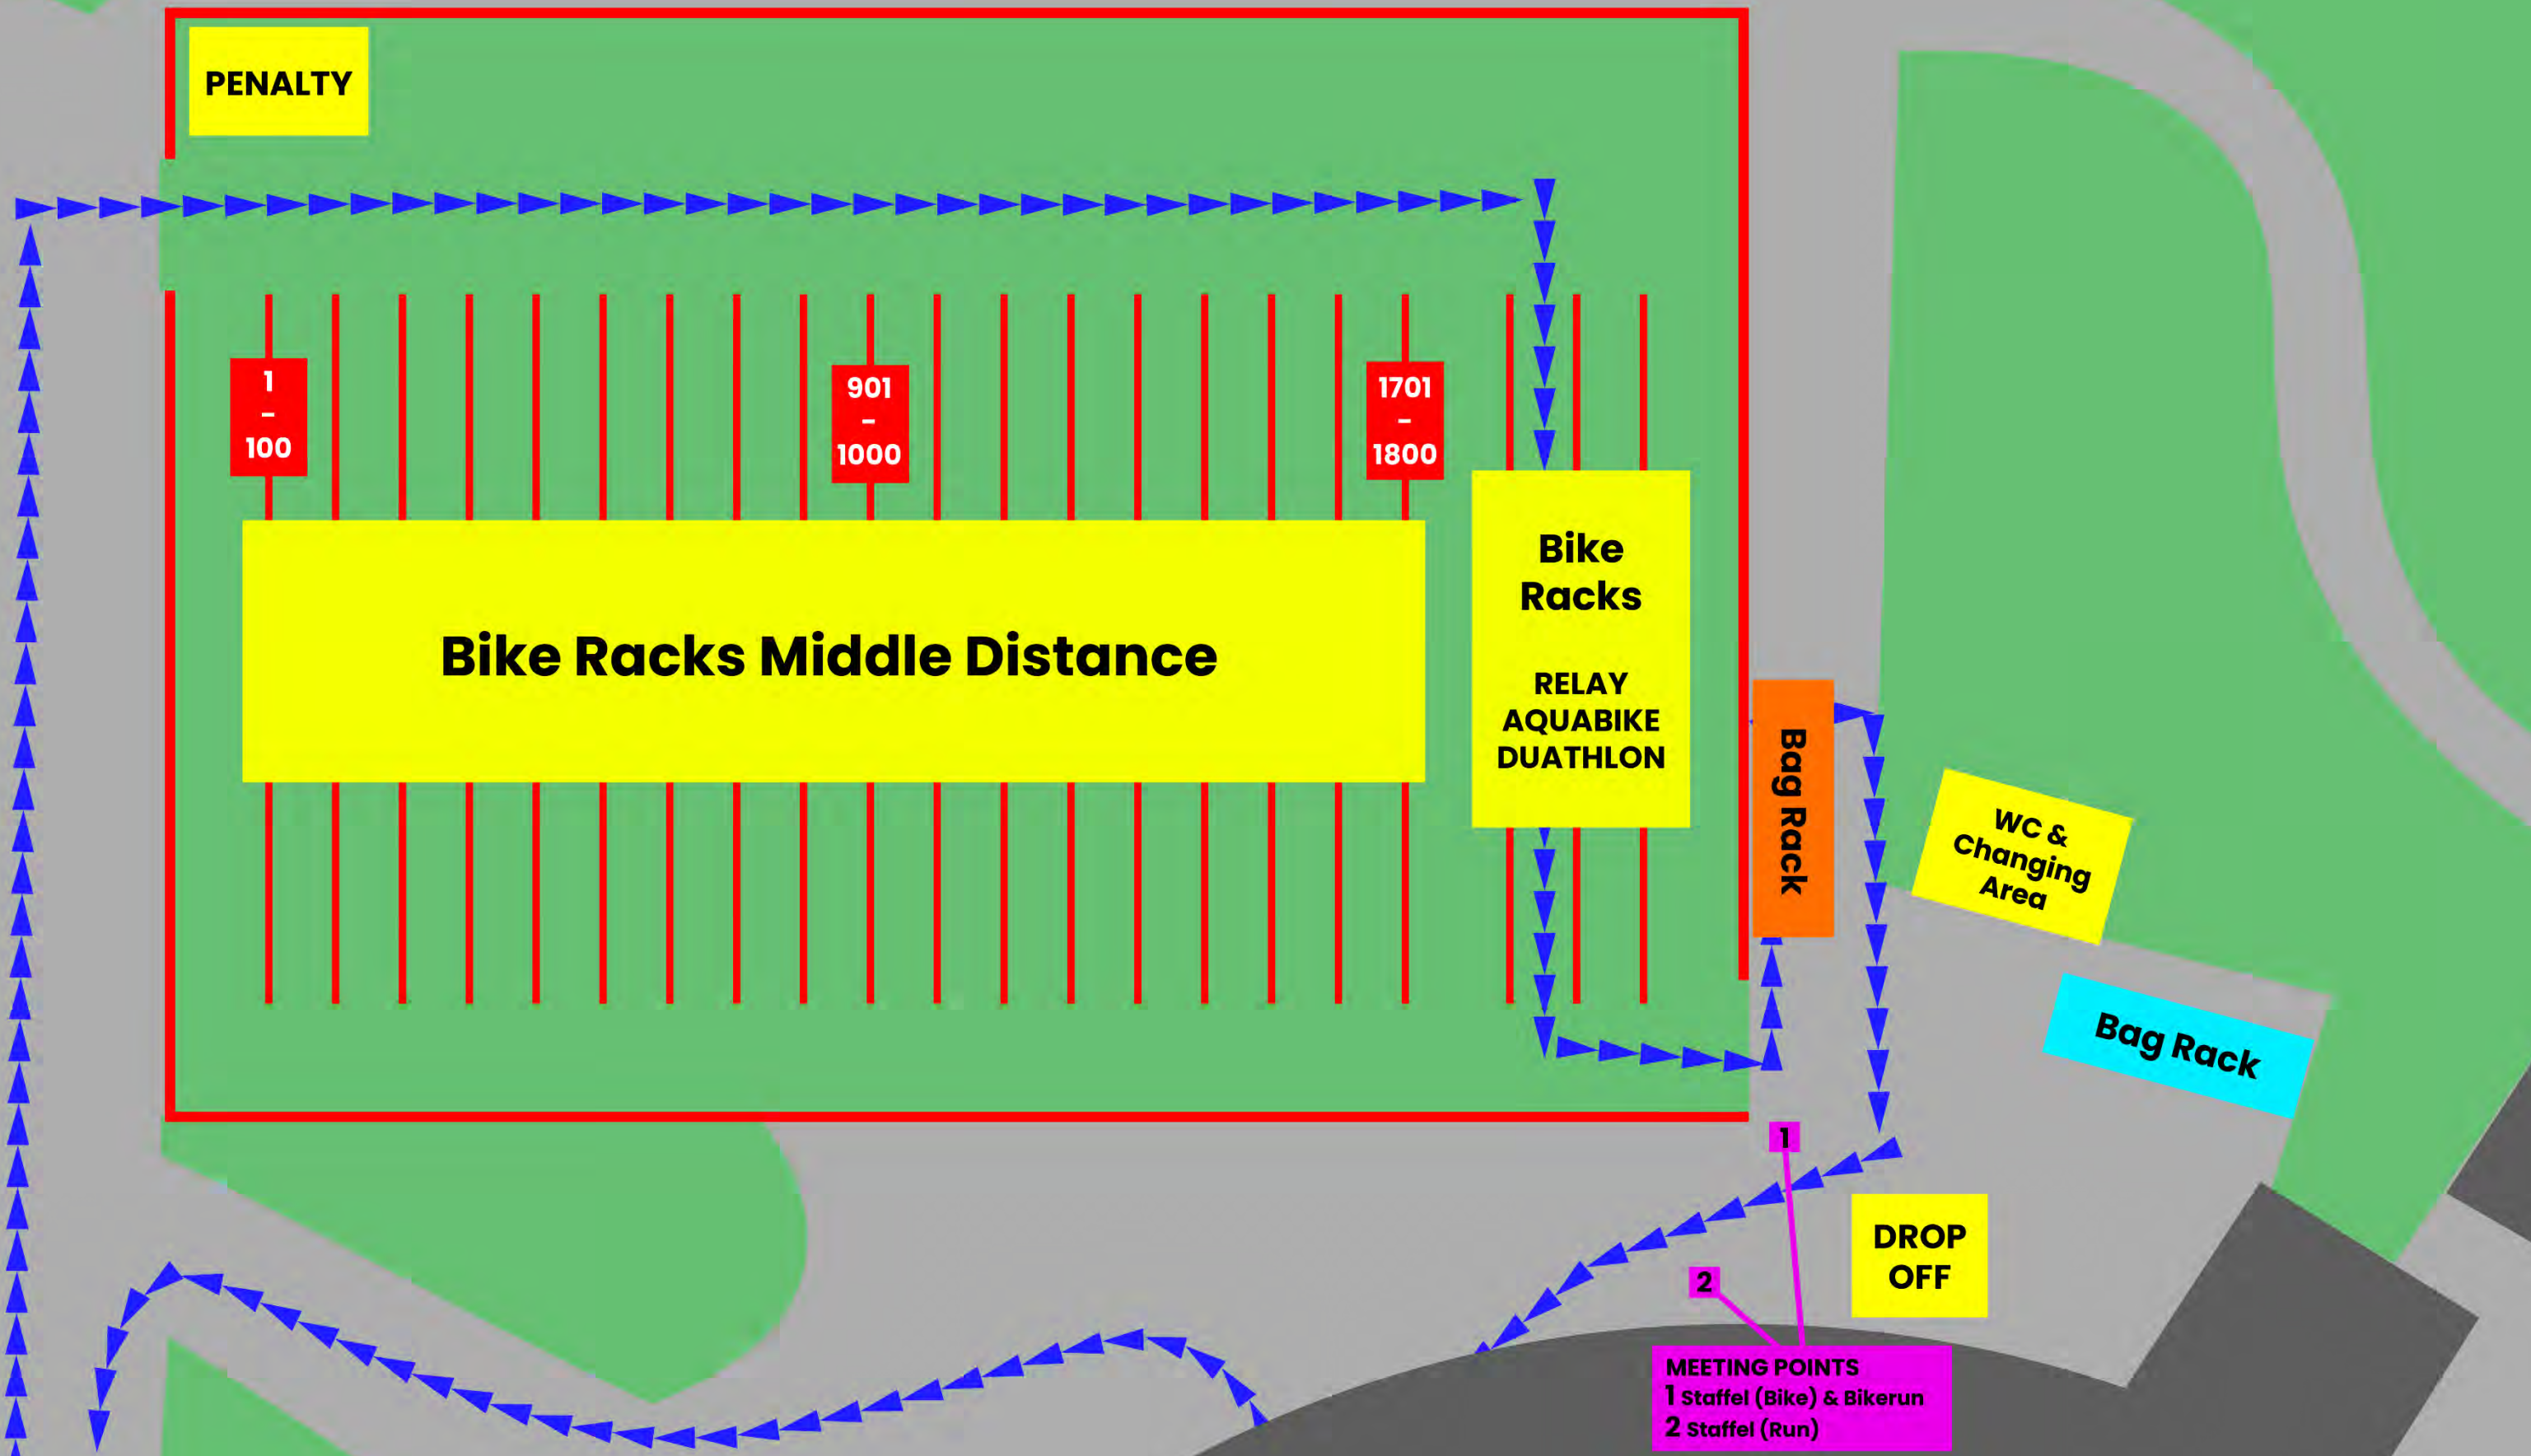 PENALTY
1
-
100
901
-
1000
1701
-
1800
Bike Racks Middle Distance
Bike
Racks
RELAY
AQUABIKE
DUATHLON
Bag Rack
WC &
Changing
Area
Bag Rack
1
2
DROP
OFF
MEETING POINTS
1 Staffel (Bike) & Bikerun
2 Staffel (Run)